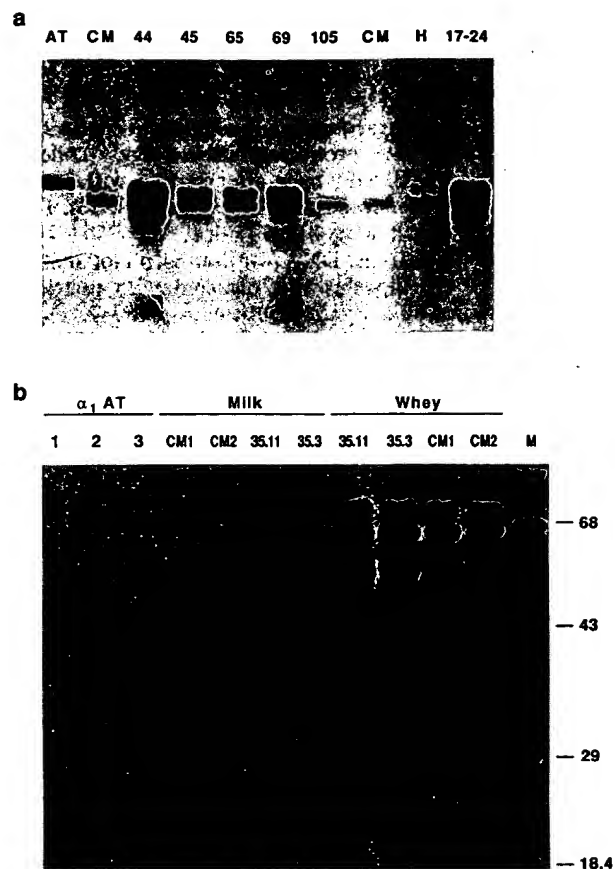 a
AT CM 44 45 65 69 105 CM H 17-24
b
α₁ AT Milk Whey
1 2 3 CM1 CM2 35.11 35.3 35.11 35.3 CM1 CM2 M
68
43
29
18.4